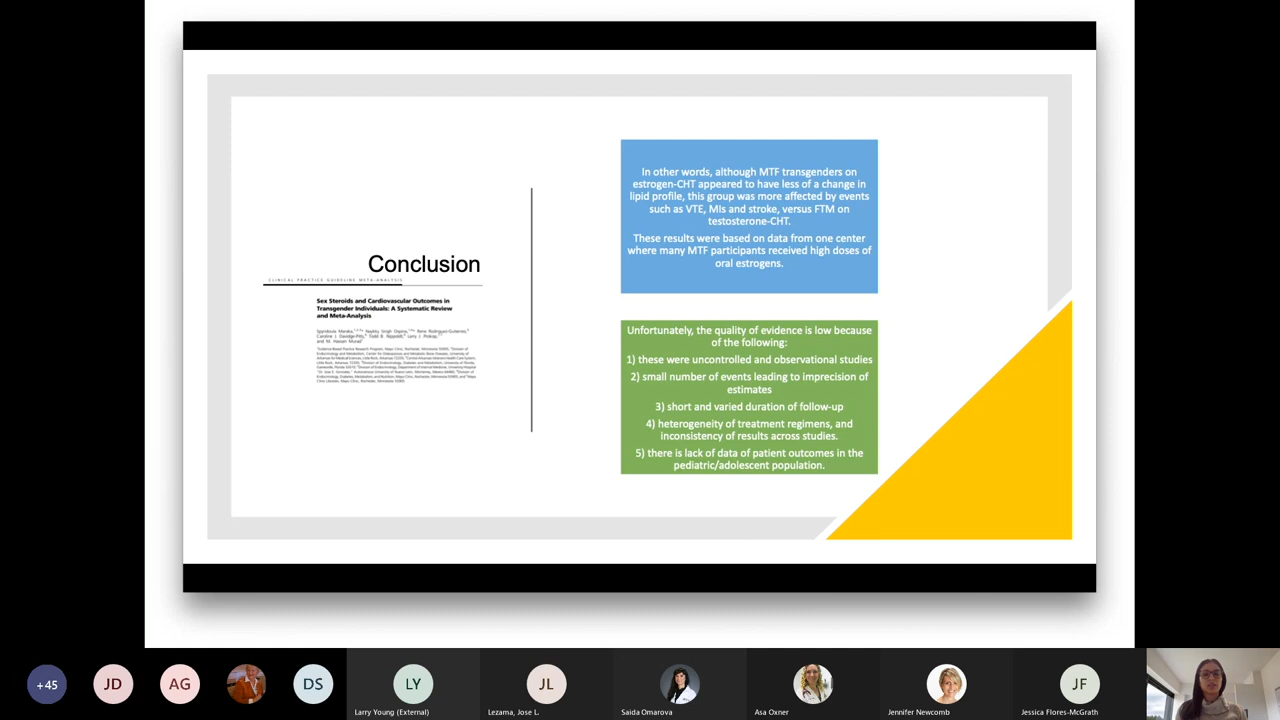 Conclusion
CLINICAL PRACTICE GUIDELINE META-ANALYSIS
Sex Steroids and Cardiovascular Outcomes in
Transgender Individuals: A Systematic Review
and Meta-Analysis
In other words, although MTF transgenders on
estrogen-CHT appeared to have less of a change in
lipid profile, this group was more affected by events
such as VTE, MIs and stroke, versus FTM on
testosterone-CHT.
These results were based on data from one center
where many MTF participants received high doses of
oral estrogens.
Unfortunately, the quality of evidence is low because
of the following:
1) these were uncontrolled and observational studies
2) small number of events leading to imprecision of
estimates
3) short and varied duration of follow-up
4) heterogeneity of treatment regimens, and
inconsistency of results across studies.
5) there is lack of data of patient outcomes in the
pediatric/adolescent population.
+45
JD
AG
DS
LY
Larry Young (External)
JL
Lezama, Jose L.
Saida Omarova
Asa Oxner
Jennifer Newcomb
JF
Jessica Flores-McGrath